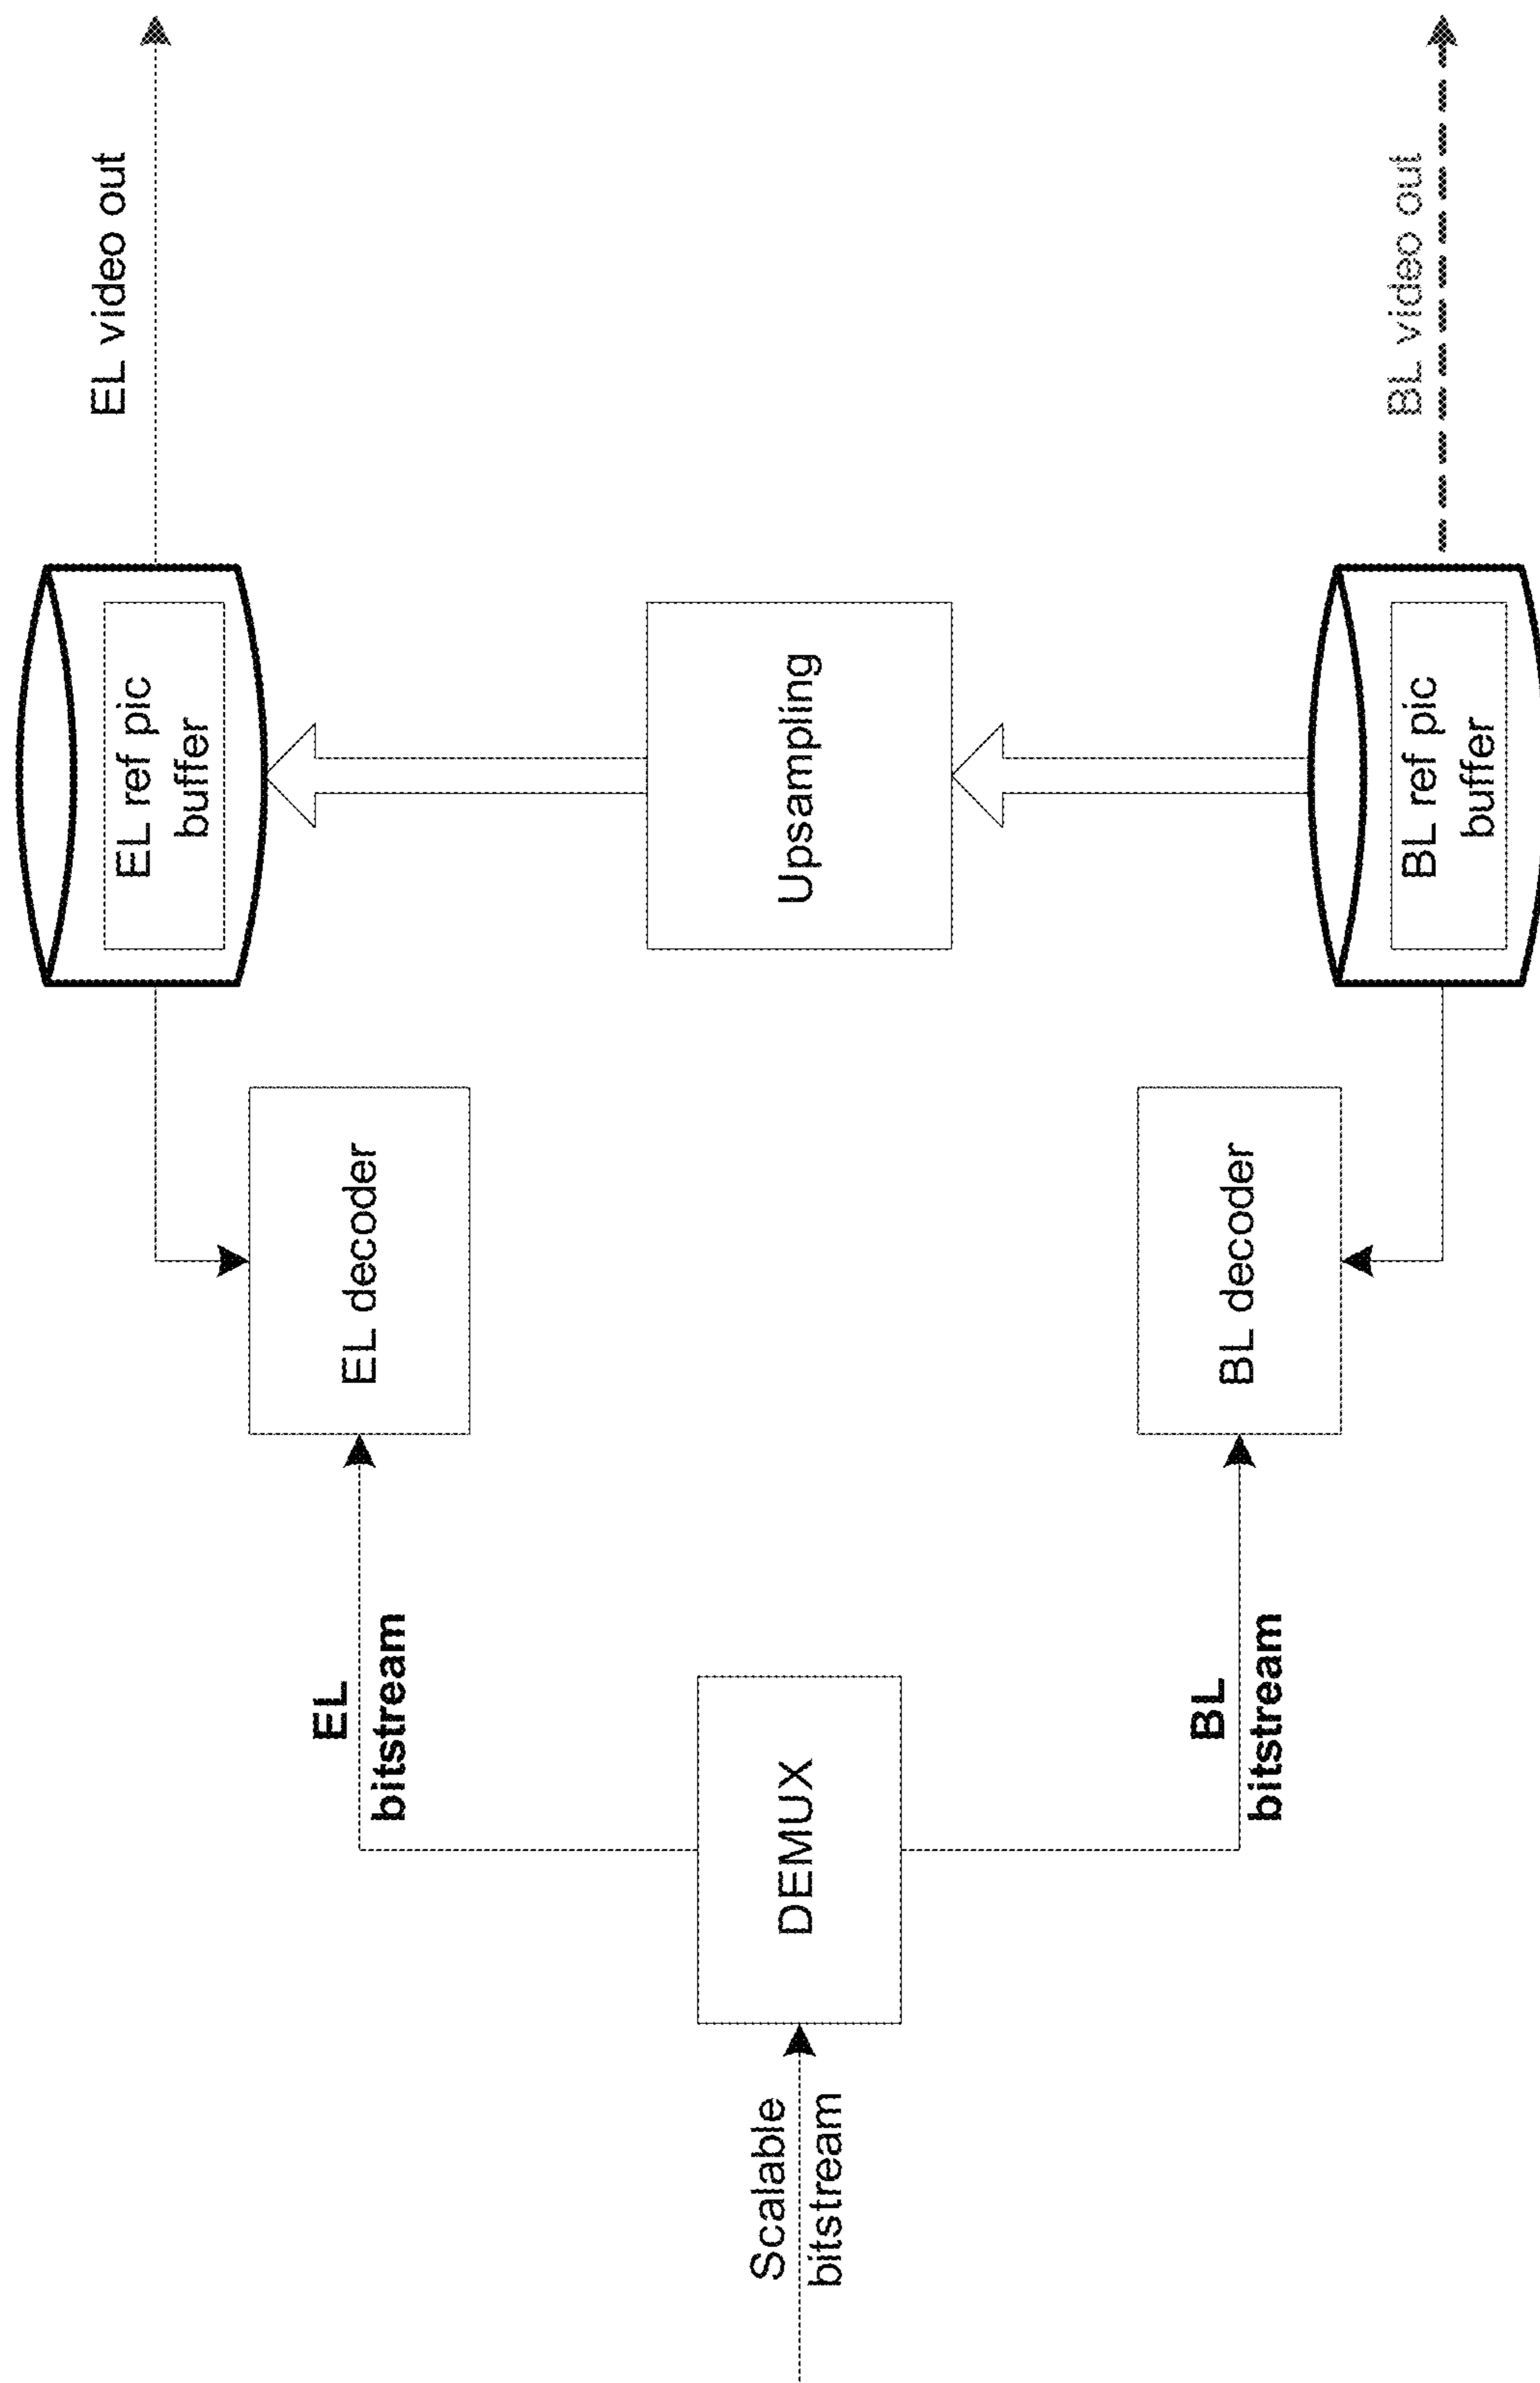 Scalable
bitstream
DEMUX
EL
bitstream
BL
bitstream
EL decoder
BL decoder
EL ref pic
buffer
Upsampling
BL ref pic
buffer
EL video out
BL video out